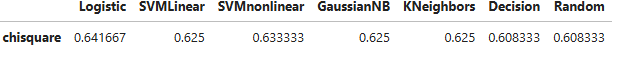 Logistic SVMLinear SVMnonlinear GaussianNB KNeighbors Decision Random
chisquare 0.641667 0.625 0.633333 0.625 0.625 0.608333 0.608333